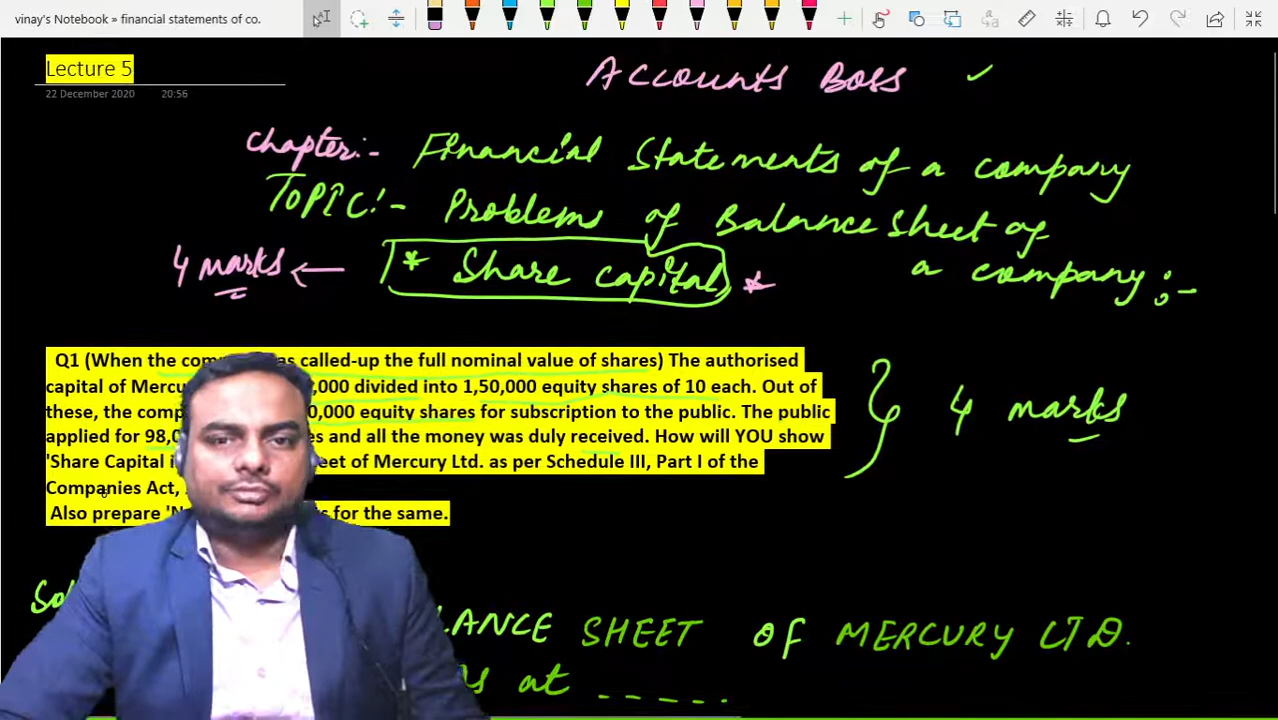 vinay's Notebook » financial statements of co.
Lecture 5
22 December 2020 20:56
ACCOUNTS BOSS
Chapter:- Financial Statements of a company
TOPIC:- Problems of Balance Sheet of
a company:-
4 marks ← * Share capital *
Q1 (When the com as called-up the full nominal value of shares) The authorised
capital of Mercu ,000 divided into 1,50,000 equity shares of 10 each. Out of
these, the comp 0,000 equity shares for subscription to the public. The public
applied for 98,0 es and all the money was duly received. How will YOU show
'Share Capital i eet of Mercury Ltd. as per Schedule III, Part I of the
Companies Act,
Also prepare 'N s for the same.
4 marks
So
LANCE SHEET OF MERCURY LTD.
as at -----